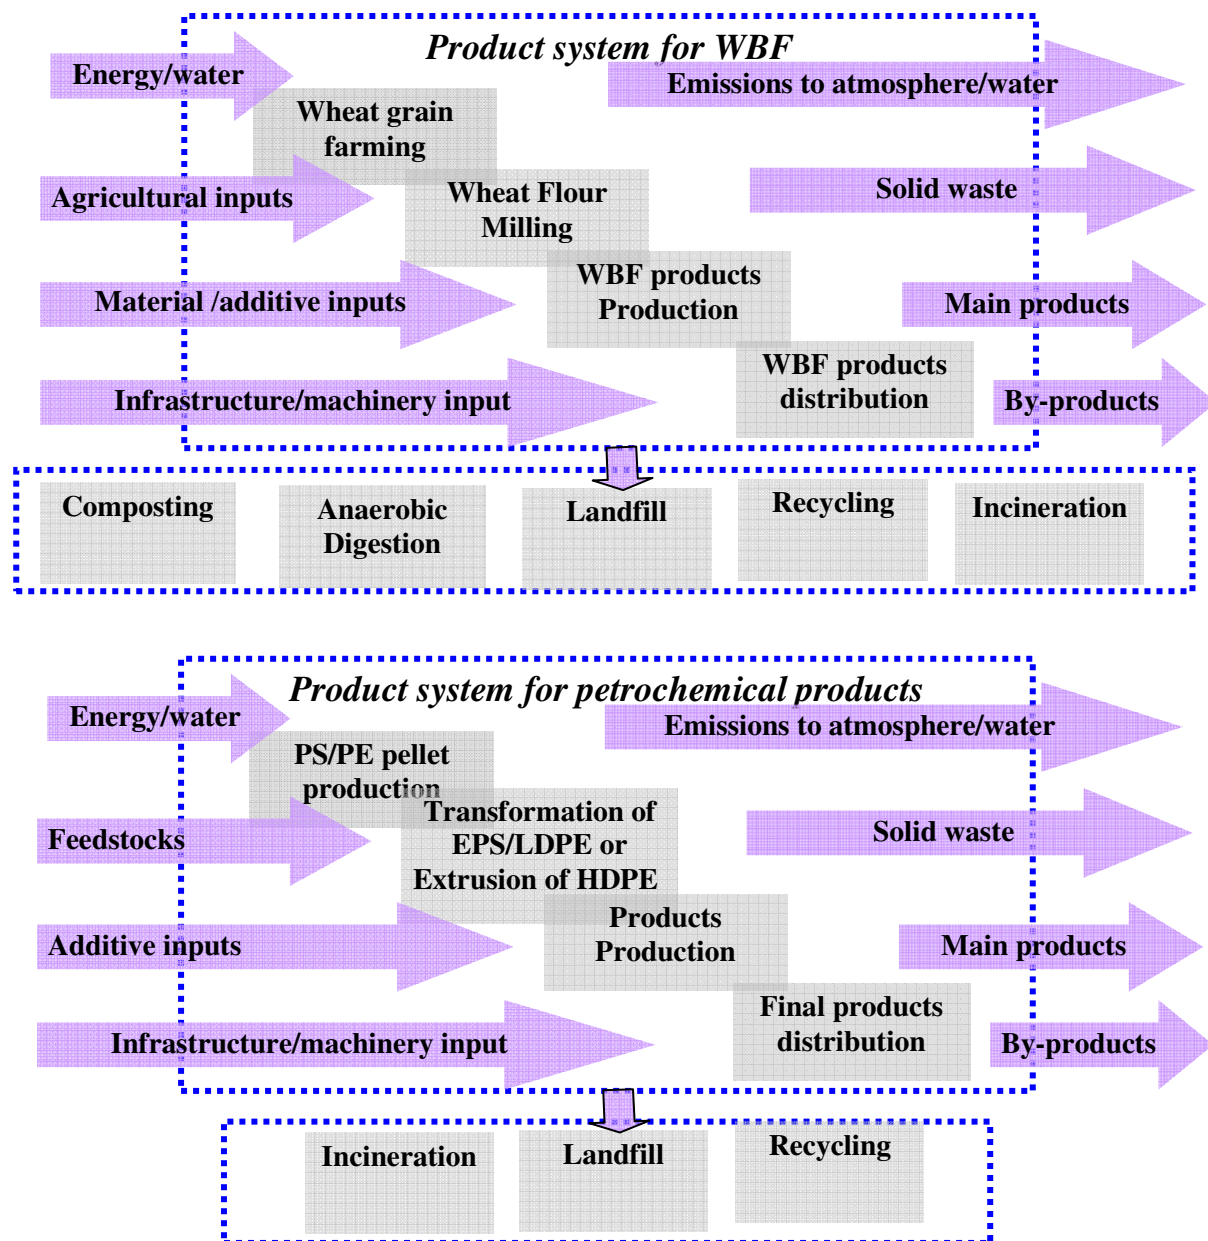 Product system for WBF
Energy/water
Emissions to atmosphere/water
Wheat grain
farming
Agricultural inputs
Wheat Flour
Milling
Solid waste
Material /additive inputs
WBF products
Production
Main products
Infrastructure/machinery input
WBF products
distribution
By-products
Composting
Anaerobic
Digestion
Landfill
Recycling
Incineration
Product system for petrochemical products
Energy/water
Emissions to atmosphere/water
PS/PE pellet
production
Feedstocks
Transformation of
EPS/LDPE or
Extrusion of HDPE
Solid waste
Additive inputs
Products
Production
Main products
Infrastructure/machinery input
Final products
distribution
By-products
Incineration
Landfill
Recycling